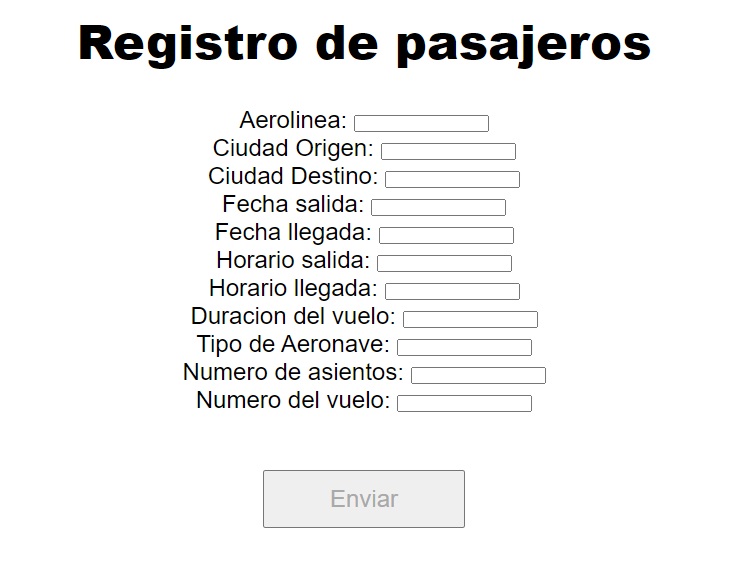 Registro de pasajeros
Aerolinea:
Ciudad Origen:
Ciudad Destino:
Fecha salida:
Fecha llegada:
Horario salida:
Horario llegada:
Duracion del vuelo:
Tipo de Aeronave:
Numero de asientos:
Numero del vuelo:
Enviar